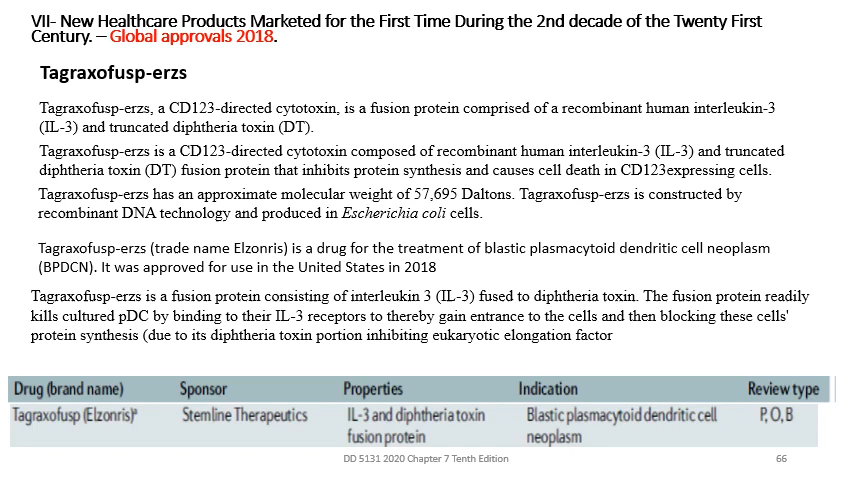 VII- New Healthcare Products Marketed for the First Time During the 2nd decade of the Twenty First
Century. – Global approvals 2018.
Tagraxofusp-erzs
Tagraxofusp-erzs, a CD123-directed cytotoxin, is a fusion protein comprised of a recombinant human interleukin-3
(IL-3) and truncated diphtheria toxin (DT).
Tagraxofusp-erzs is a CD123-directed cytotoxin composed of recombinant human interleukin-3 (IL-3) and truncated
diphtheria toxin (DT) fusion protein that inhibits protein synthesis and causes cell death in CD123expressing cells.
Tagraxofusp-erzs has an approximate molecular weight of 57,695 Daltons. Tagraxofusp-erzs is constructed by
recombinant DNA technology and produced in Escherichia coli cells.
Tagraxofusp-erzs (trade name Elzonris) is a drug for the treatment of blastic plasmacytoid dendritic cell neoplasm
(BPDCN). It was approved for use in the United States in 2018
Tagraxofusp-erzs is a fusion protein consisting of interleukin 3 (IL-3) fused to diphtheria toxin. The fusion protein readily
kills cultured pDC by binding to their IL-3 receptors to thereby gain entrance to the cells and then blocking these cells'
protein synthesis (due to its diphtheria toxin portion inhibiting eukaryotic elongation factor
Drug (brand name) Sponsor Properties Indication Review type
Tagraxofusp (Elzonris)ª Stemline Therapeutics IL-3 and diphtheria toxin Blastic plasmacytoid dendritic cell P, O, B
fusion protein neoplasm
DD 5131 2020 Chapter 7 Tenth Edition 66